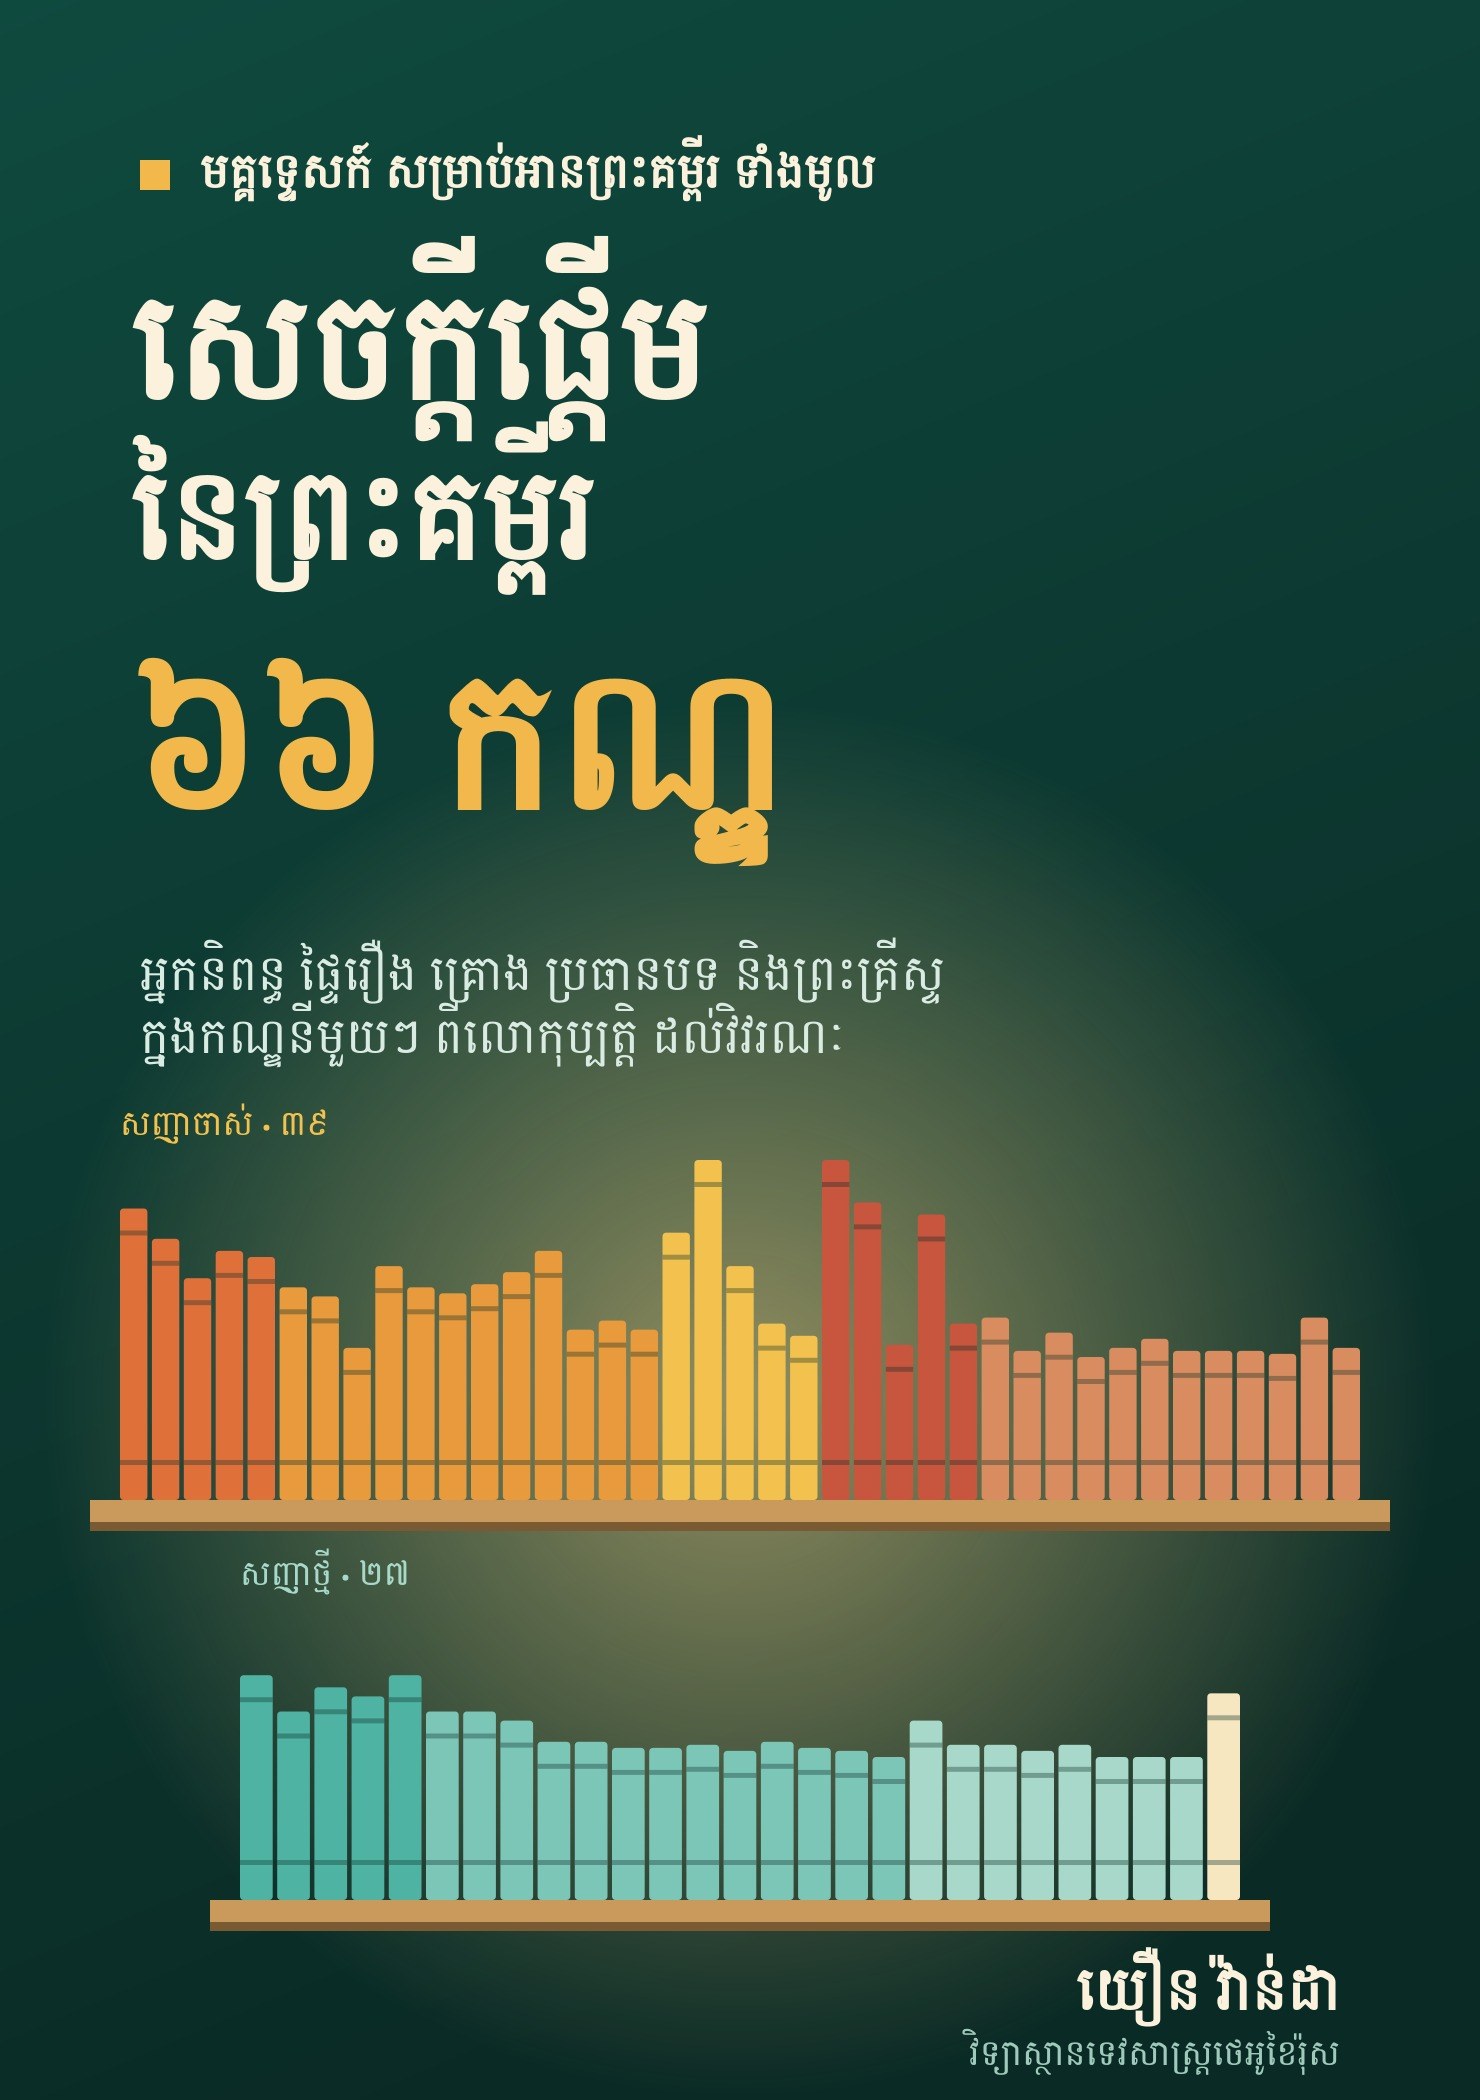 មគ្គទ្ទេសក៍ សម្រាប់អានព្រះគម្ពីរ ទាំងមូល
សេចក្ដីផ្ដើម
នៃព្រះគម្ពីរ
៦៦ កណ្ឌ
អ្នកនិពន្ធ ផ្ទៃរឿង គ្រោង ប្រធានបទ និងព្រះគ្រីស្ទ
ក្នុងកណ្ឌនីមួយៗ ពីលោកុប្បត្តិ ដល់វិវរណៈ
សញ្ញាចាស់ • ៣៩
សញ្ញាថ្មី • ២៧
យឿន វ៉ាន់ដា
វិទ្យាស្ថានទេវសាស្ត្រថេអូខៃរ៉ុស